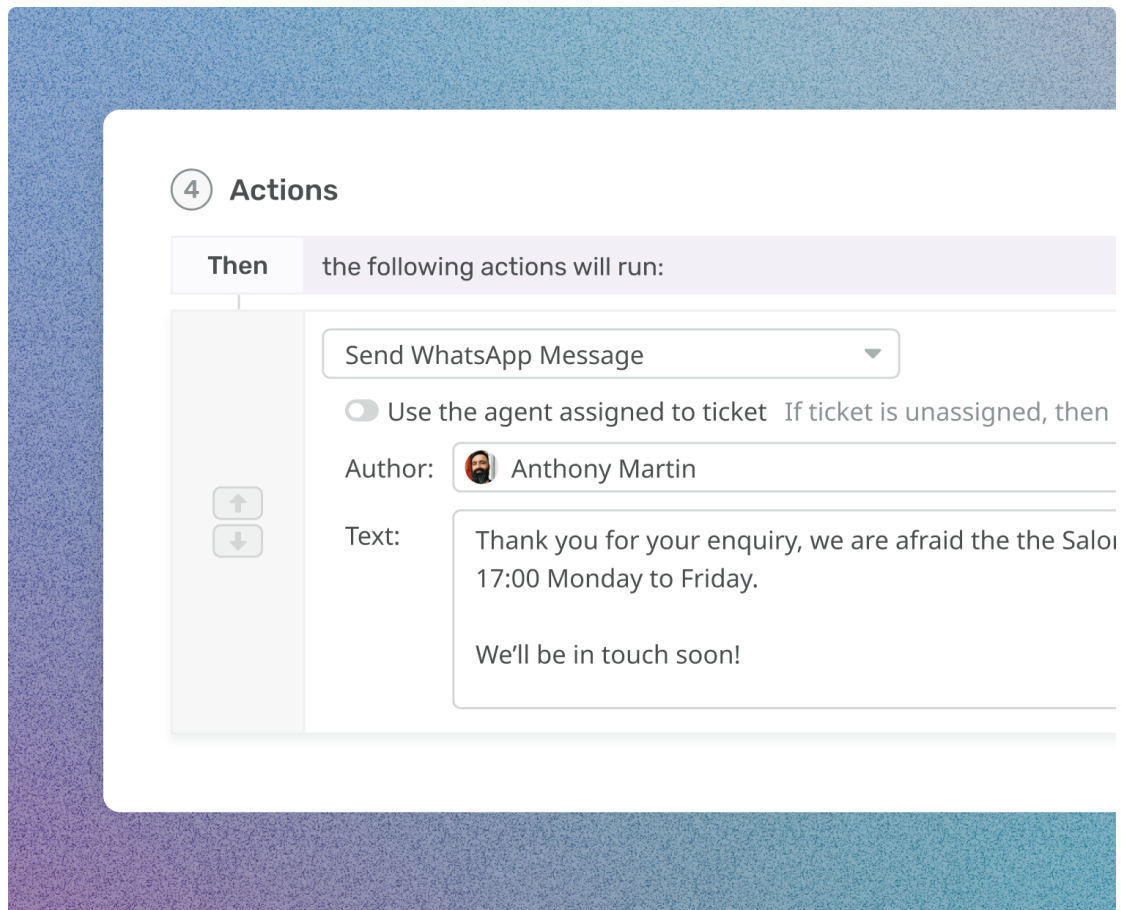 4 Actions
Then the following actions will run:
Send WhatsApp Message
Use the agent assigned to ticket If ticket is unassigned, then
Author: Anthony Martin
Text: Thank you for your enquiry, we are afraid the the
17:00 Monday to Friday.
We'll be in touch soon!